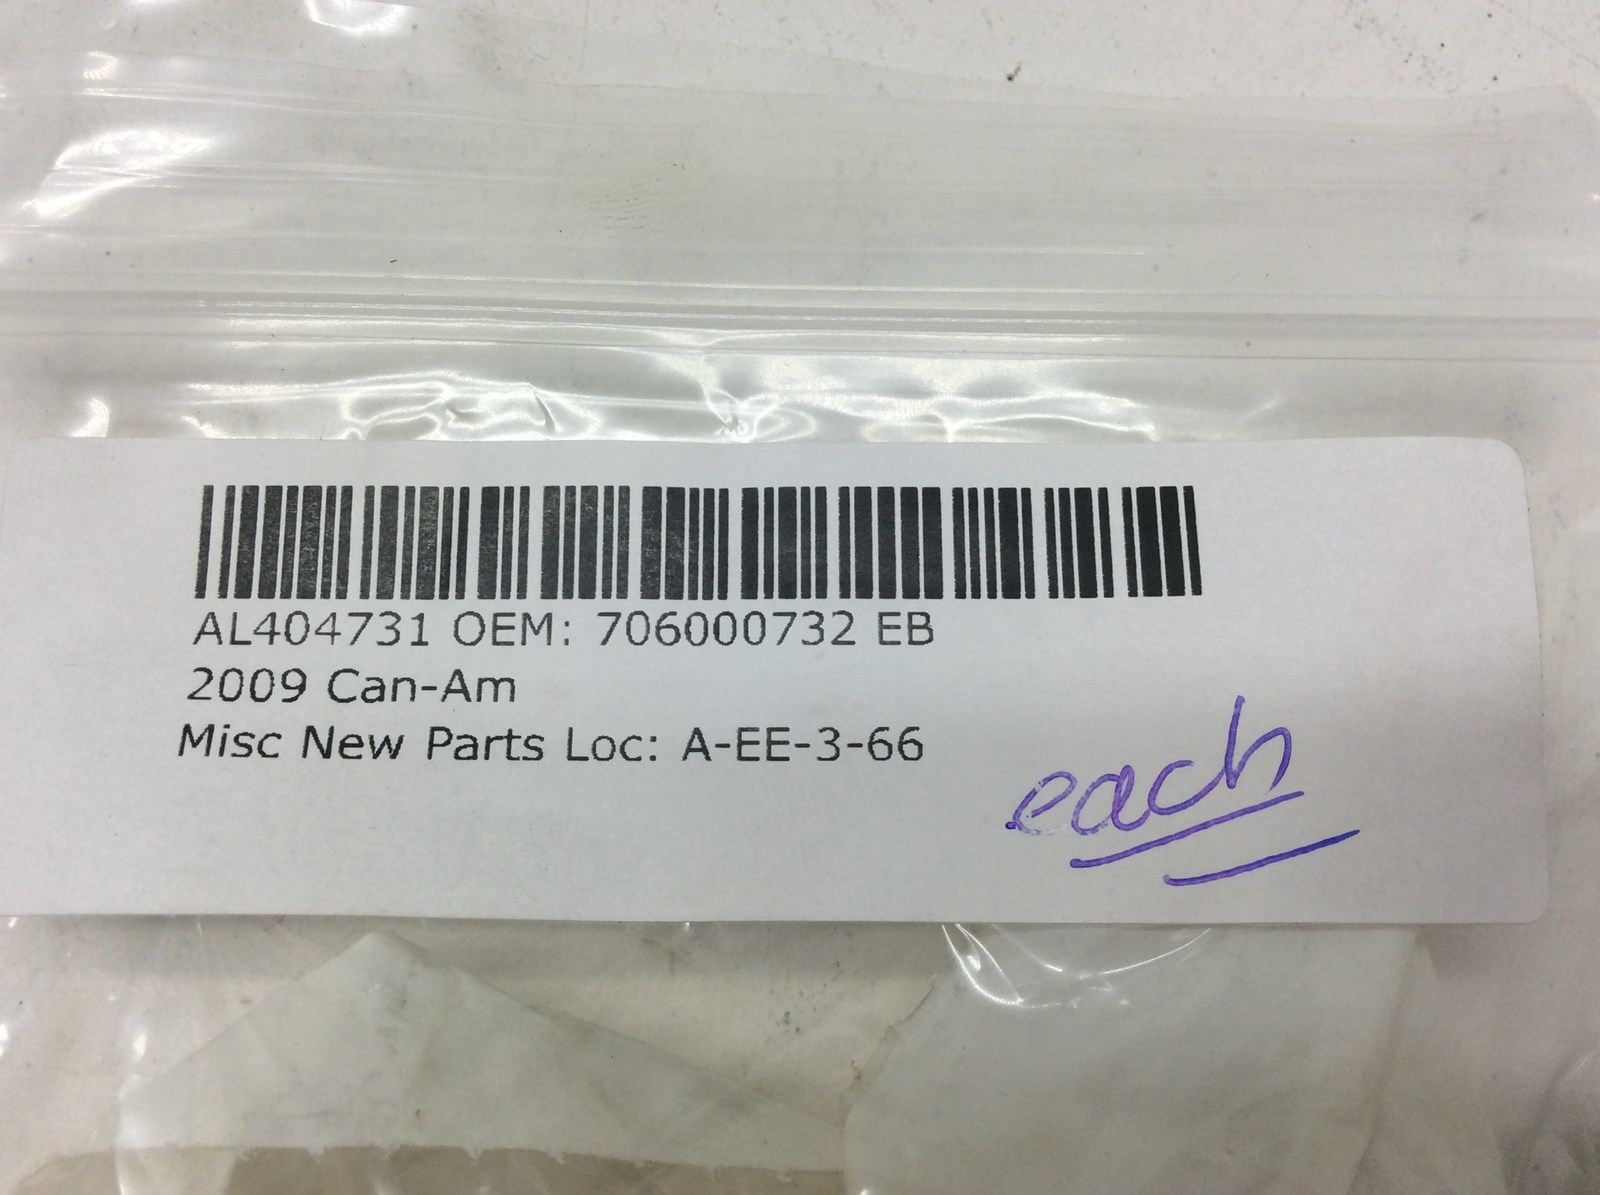 AL404731 OEM: 706000732 EB
2009 Can-Am
Misc New Parts Loc: A-EE-3-66
each